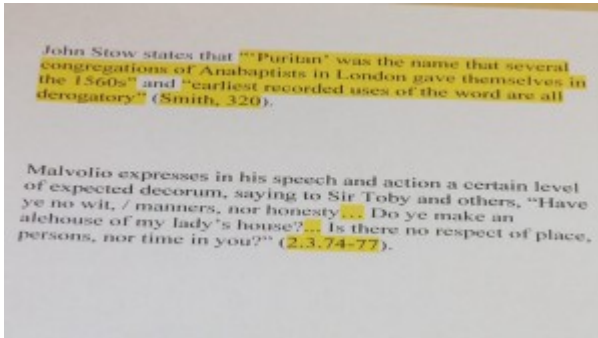 John Stow states that "'Puritan' was the name that several
congregations of Anabaptists in London gave themselves in
the 1560s" and "earliest recorded uses of the word are all
derogatory" (Smith, 320).
Malvolio expresses in his speech and action a certain level
of expected decorum, saying to Sir Toby and others, "Have
ye no wit, / manners, nor honesty... Do ye make an
alehouse of my lady's house?... Is there no respect of place,
persons, nor time in you?" (2.3.74-77).